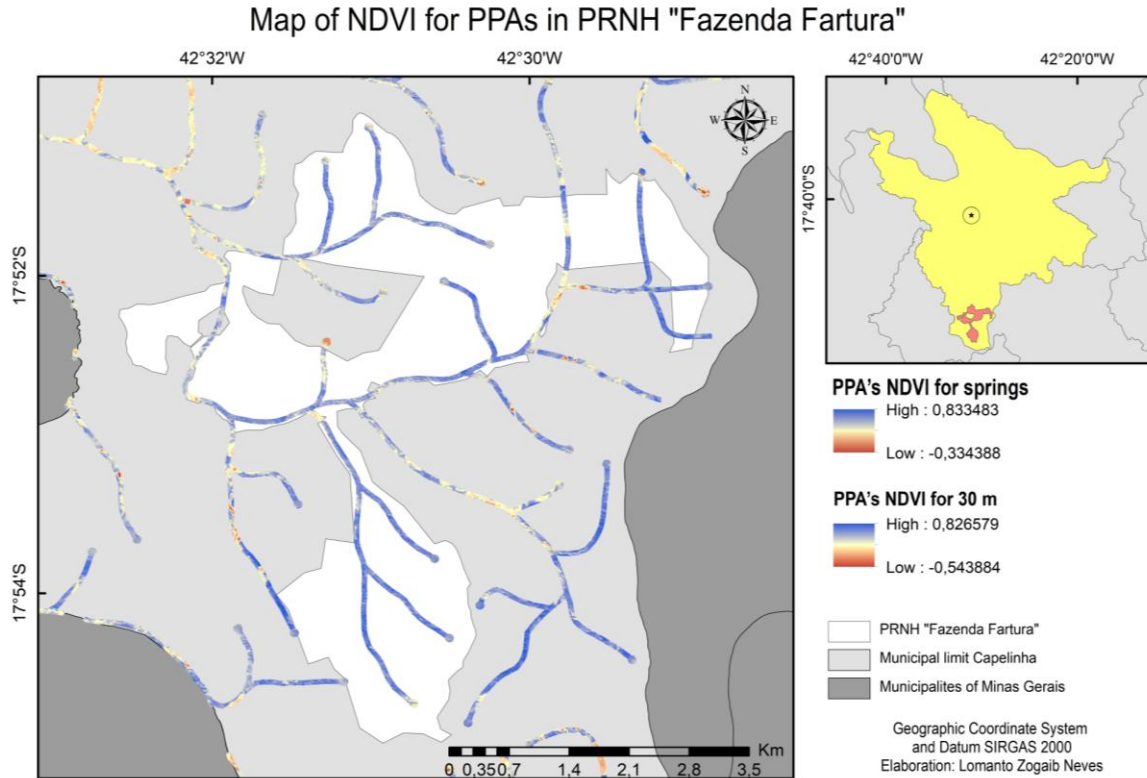 Map of NDVI for PPAs in PRNH "Fazenda Fartura"
42°32'0"W
42°30'0"W
42°40'0"W
42°20'0"W
N
W
E
S
17°52'0"S
17°54'0"S
17°40'0"S
PPA's NDVI for springs
High : 0,833483
Low : -0,334388
PPA's NDVI for 30 m
High : 0,826579
Low : -0,543884
PRNH "Fazenda Fartura"
Municipal limit Capelinha
Municipalites of Minas Gerais
Km
0 0,35 0,7 1,4 2,1 2,8 3,5
Geographic Coordinate System
and Datum SIRGAS 2000
Elaboration: Lomanto Zogaib Neves